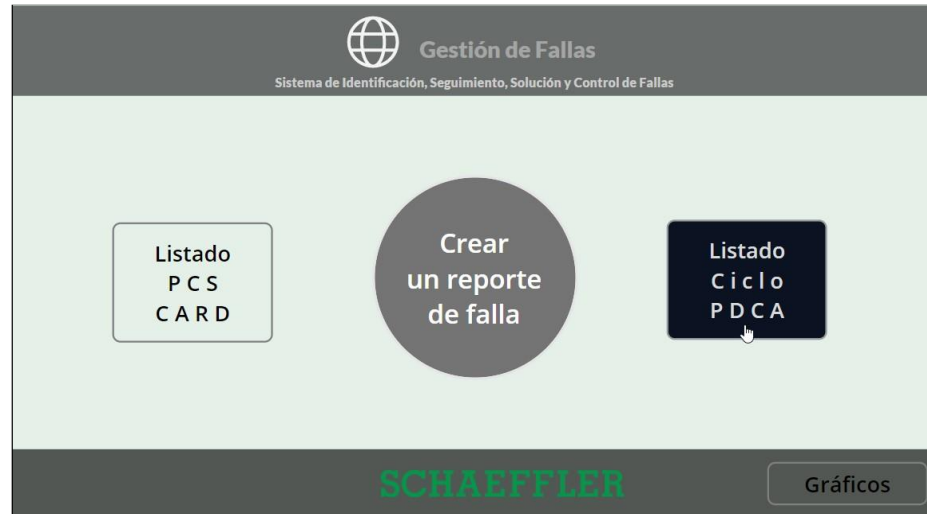 Gestión de Fallas
Sistema de Identificación, Seguimiento, Solución y Control de Fallas
Listado
P C S
C A R D
Crear
un reporte
de falla
Listado
C i c l o
P D C A
SCHAEFFLER
Gráficos